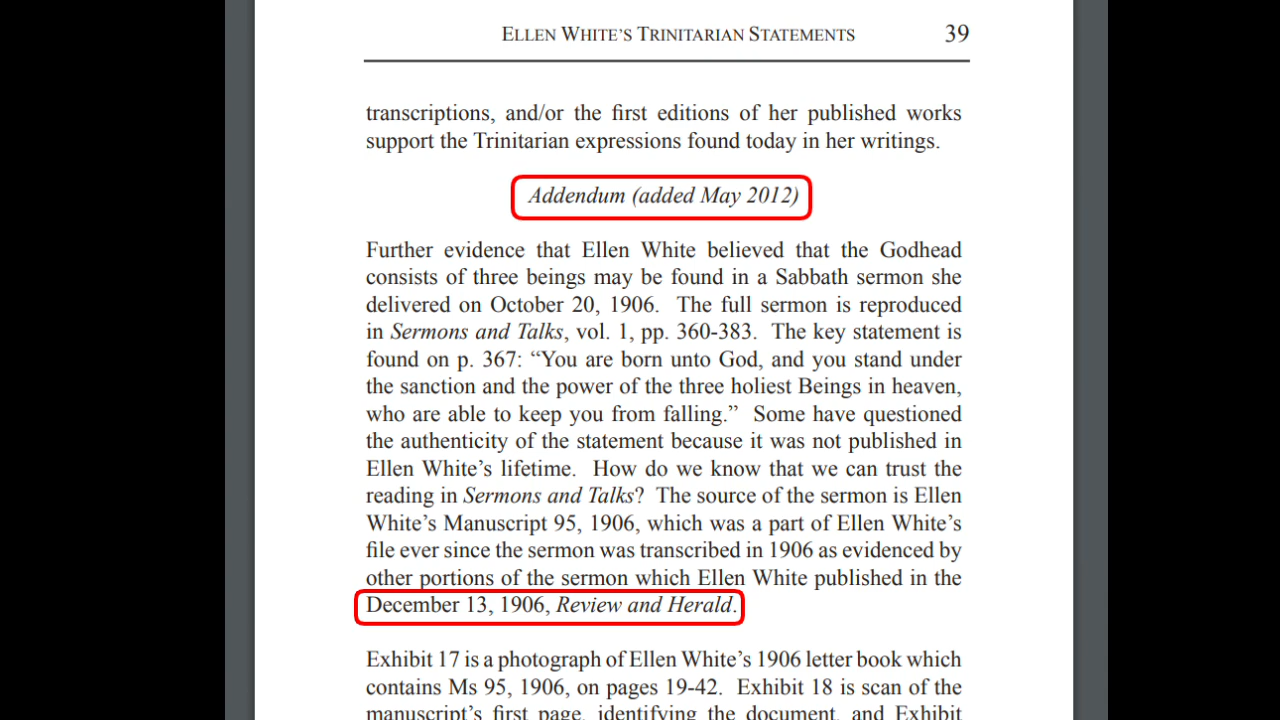 ELLEN WHITE'S TRINITARIAN STATEMENTS 39
transcriptions, and/or the first editions of her published works
support the Trinitarian expressions found today in her writings.
Addendum (added May 2012)
Further evidence that Ellen White believed that the Godhead
consists of three beings may be found in a Sabbath sermon she
delivered on October 20, 1906. The full sermon is reproduced
in Sermons and Talks, vol. 1, pp. 360-383. The key statement is
found on p. 367: “You are born unto God, and you stand under
the sanction and the power of the three holiest Beings in heaven,
who are able to keep you from falling.” Some have questioned
the authenticity of the statement because it was not published in
Ellen White’s lifetime. How do we know that we can trust the
reading in Sermons and Talks? The source of the sermon is Ellen
White’s Manuscript 95, 1906, which was a part of Ellen White’s
file ever since the sermon was transcribed in 1906 as evidenced by
other portions of the sermon which Ellen White published in the
December 13, 1906, Review and Herald.
Exhibit 17 is a photograph of Ellen White’s 1906 letter book which
contains Ms 95, 1906, on pages 19-42. Exhibit 18 is scan of the
manuscript’s first page, identifying the document, and Exhibit